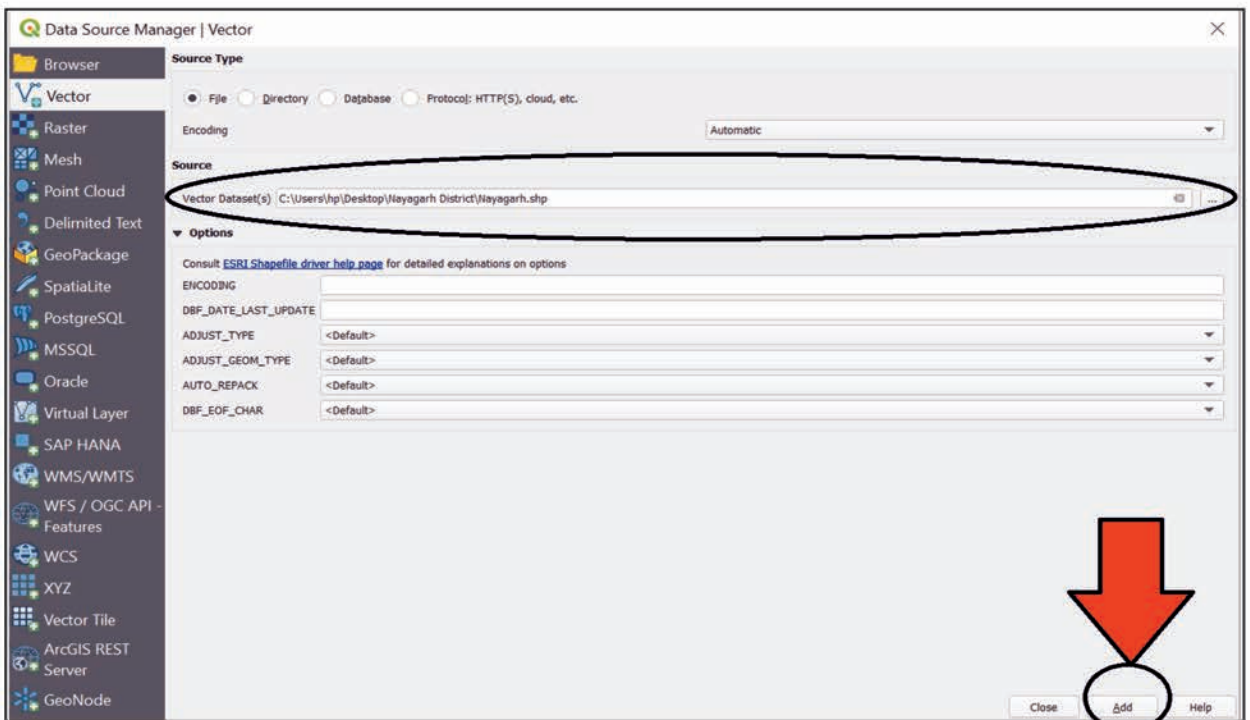 Data Source Manager | Vector
Browser
Vector
Raster
Mesh
Point Cloud
Delimited Text
GeoPackage
SpatiaLite
PostgreSQL
MSSQL
Oracle
Virtual Layer
SAP HANA
WMS/WMTS
WFS / OGC API -
Features
WCS
XYZ
Vector Tile
ArcGIS REST
Server
GeoNode
Source Type
File Directory Database Protocol: HTTP(S), cloud, etc.
Encoding Automatic
Source
Vector Dataset(s) C:\Users\hp\Desktop\Nayagarh District\Nayagarh.shp ...
Options
Consult ESRI Shapefile driver help page for detailed explanations on options
ENCODING
DBF_DATE_LAST_UPDATE
ADJUST_TYPE <Default>
ADJUST_GEOM_TYPE <Default>
AUTO_REPACK <Default>
DBF_EOF_CHAR <Default>
Close Add Help